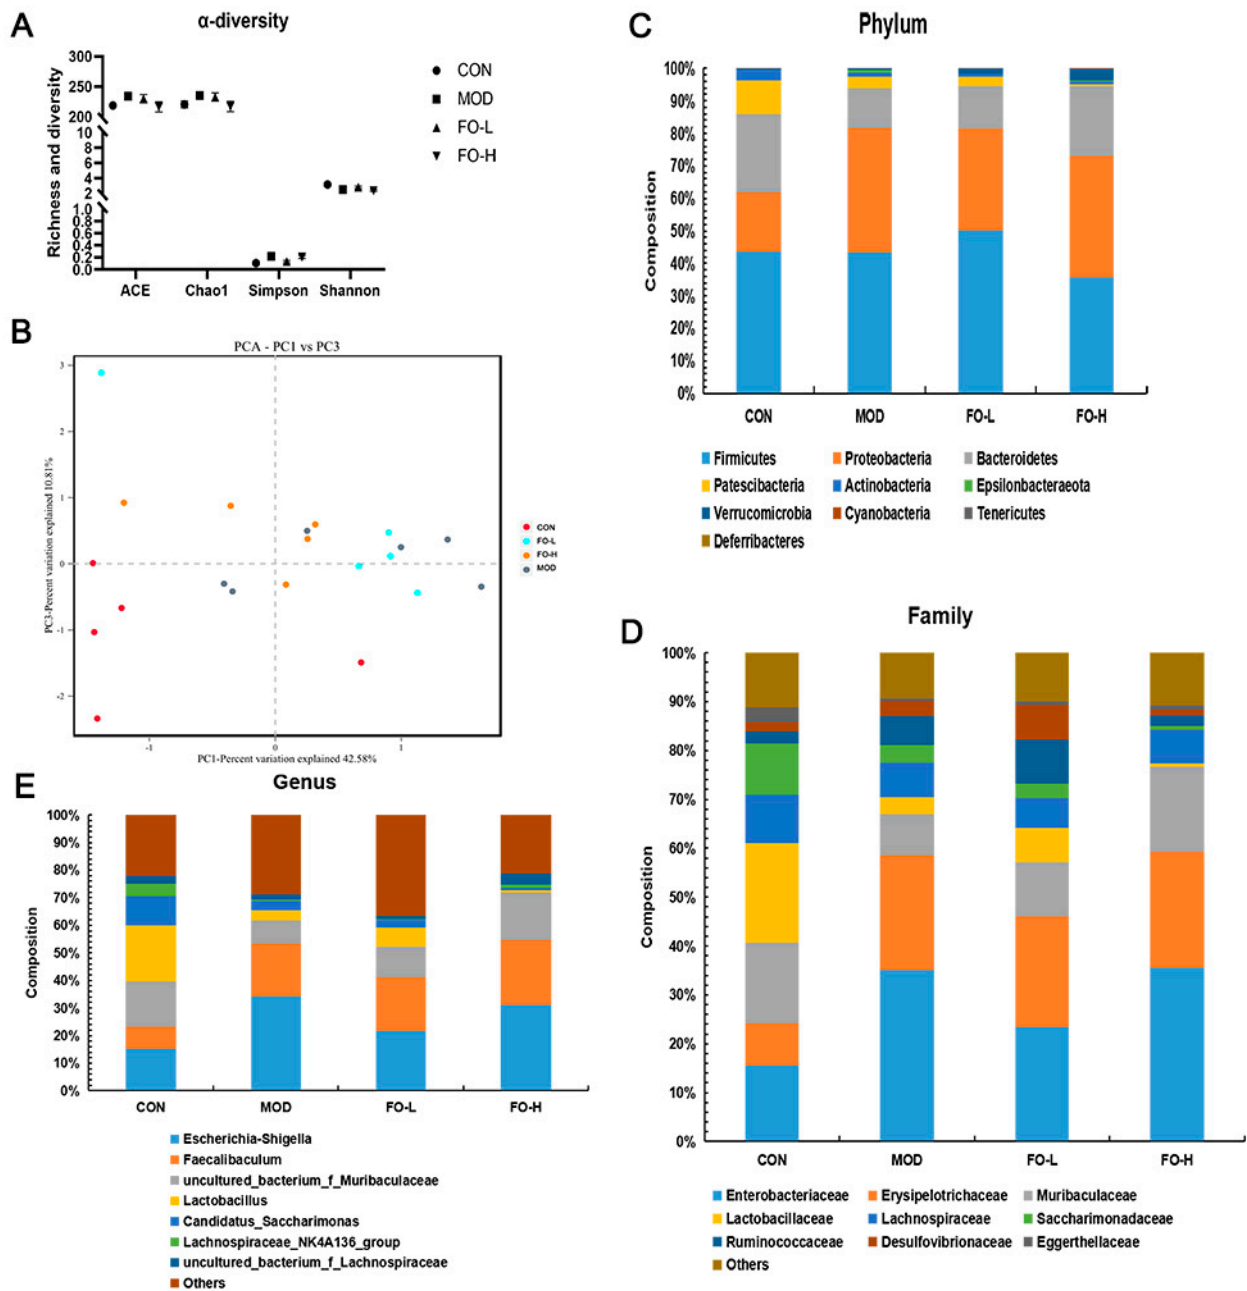 A
α-diversity
Richness and diversity
300
250
200
10
8
6
4
2
1.0
0.8
0.6
0.4
0.2
0.0
ACE Chao1 Simpson Shannon
CON
MOD
FO-L
FO-H
B
PCA - PC1 vs PC3
PC3-Percent variation explained 10.81%
3
2
1
0
-1
-2
-1 0 1
PC1-Percent variation explained 42.58%
CON
FO-L
FO-H
MOD
C
Phylum
Composition
100%
90%
80%
70%
60%
50%
40%
30%
20%
10%
0%
CON MOD FO-L FO-H
Firmicutes Proteobacteria Bacteroidetes
Patescibacteria Actinobacteria Epsilonbacteraeota
Verrucomicrobia Cyanobacteria Tenericutes
Deferribacteres
D
Family
Composition
100%
90%
80%
70%
60%
50%
40%
30%
20%
10%
0%
CON MOD FO-L FO-H
Enterobacteriaceae Erysipelotrichaceae Muribaculaceae
Lactobacillaceae Lachnospiraceae Saccharimonadaceae
Ruminococcaceae Desulfovibrionaceae Eggerthellaceae
Others
E
Genus
Composition
100%
90%
80%
70%
60%
50%
40%
30%
20%
10%
0%
CON MOD FO-L FO-H
Escherichia-Shigella
Faecalibaculum
uncultured_bacterium_f_Muribaculaceae
Lactobacillus
Candidatus_Saccharimonas
Lachnospiraceae_NK4A136_group
uncultured_bacterium_f_Lachnospiraceae
Others